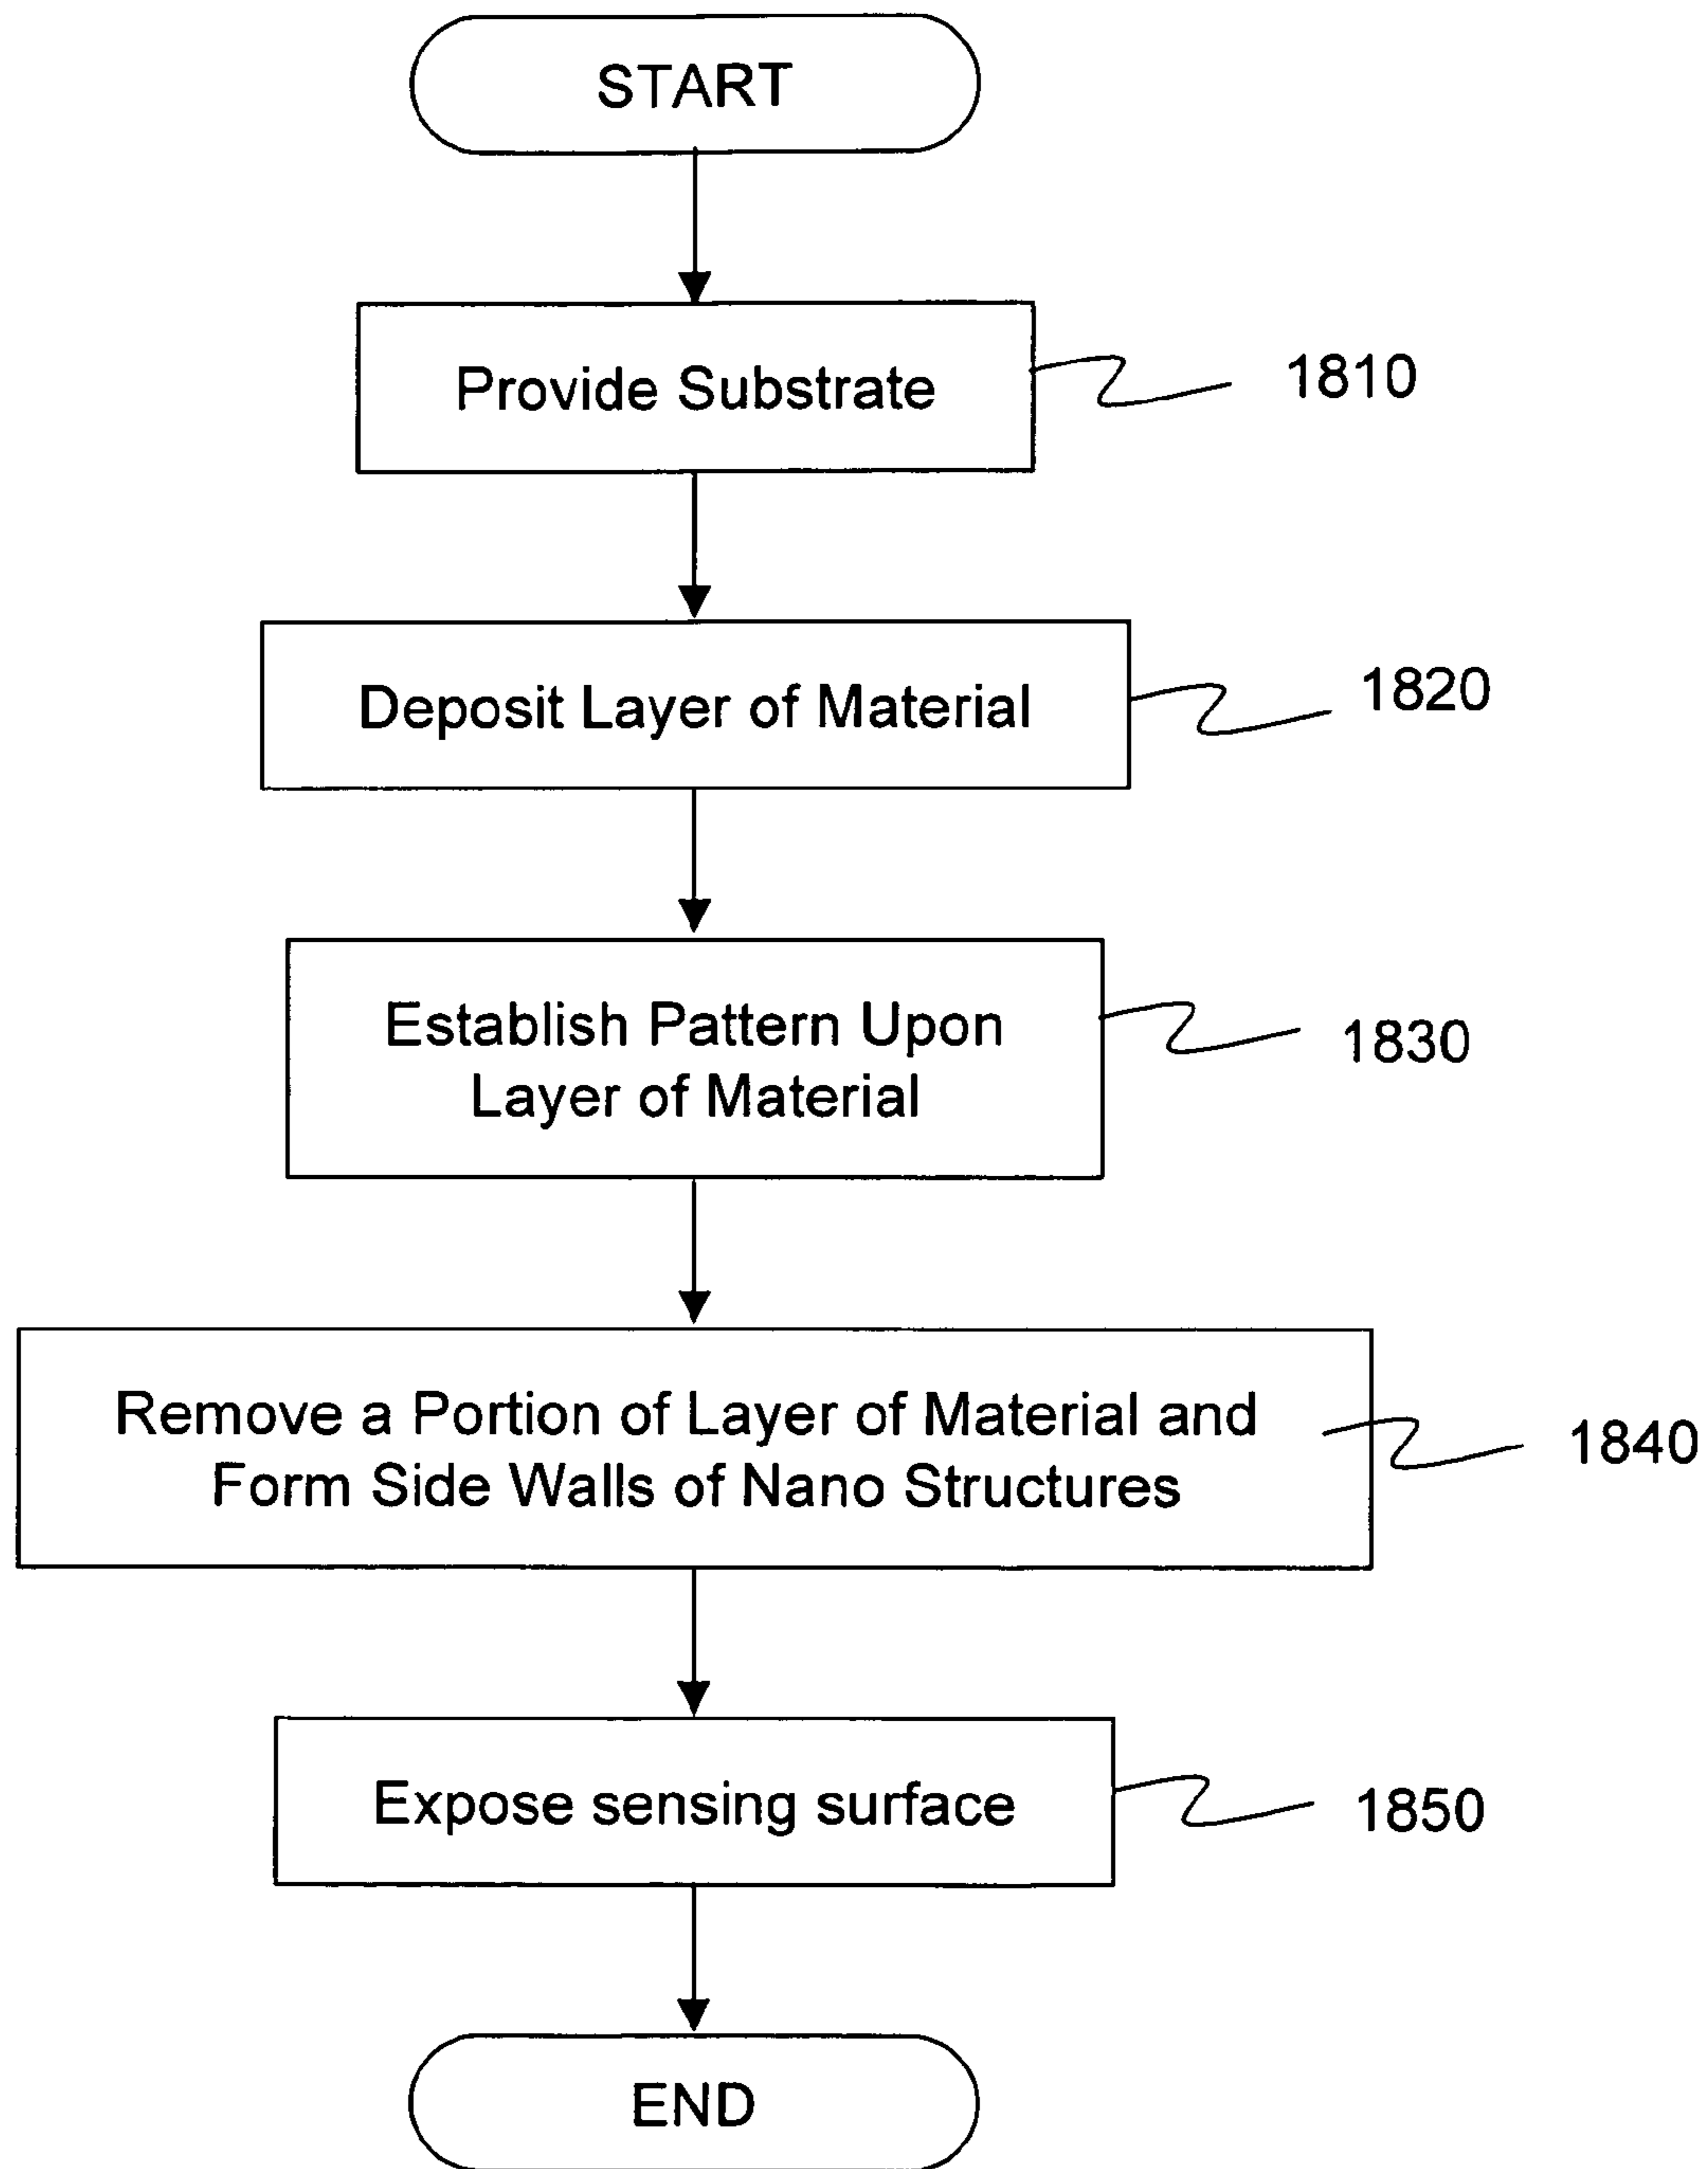 START
Provide Substrate
1810
Deposit Layer of Material
1820
Establish Pattern Upon
Layer of Material
1830
Remove a Portion of Layer of Material and
Form Side Walls of Nano Structures
1840
Expose sensing surface
1850
END